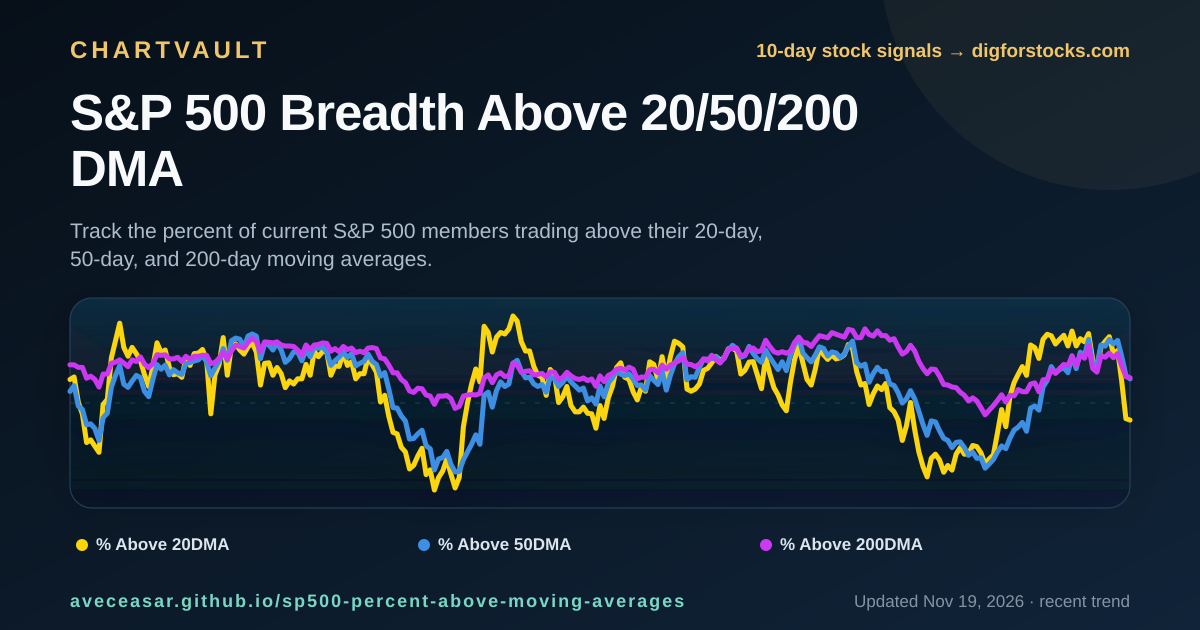 CHARTVAULT
10-day stock signals → digforstocks.com
S&P 500 Breadth Above 20/50/200
DMA
Track the percent of current S&P 500 members trading above their 20-day,
50-day, and 200-day moving averages.
% Above 20DMA
% Above 50DMA
% Above 200DMA
aveceasar.github.io/sp500-percent-above-moving-averages
Updated Nov 19, 2026 · recent trend